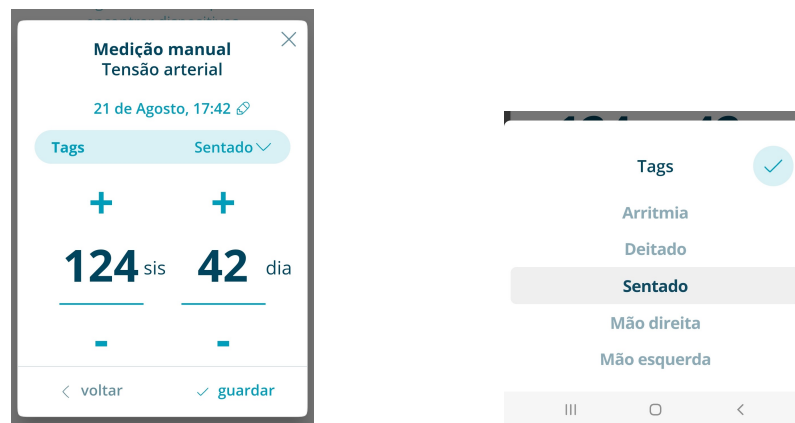 Medição manual
Tensão arterial
21 de Agosto, 17:42
Tags Sentado
+ +
124 sis 42 dia
- -
voltar guardar
Tags
Arritmia
Deitado
Sentado
Mão direita
Mão esquerda